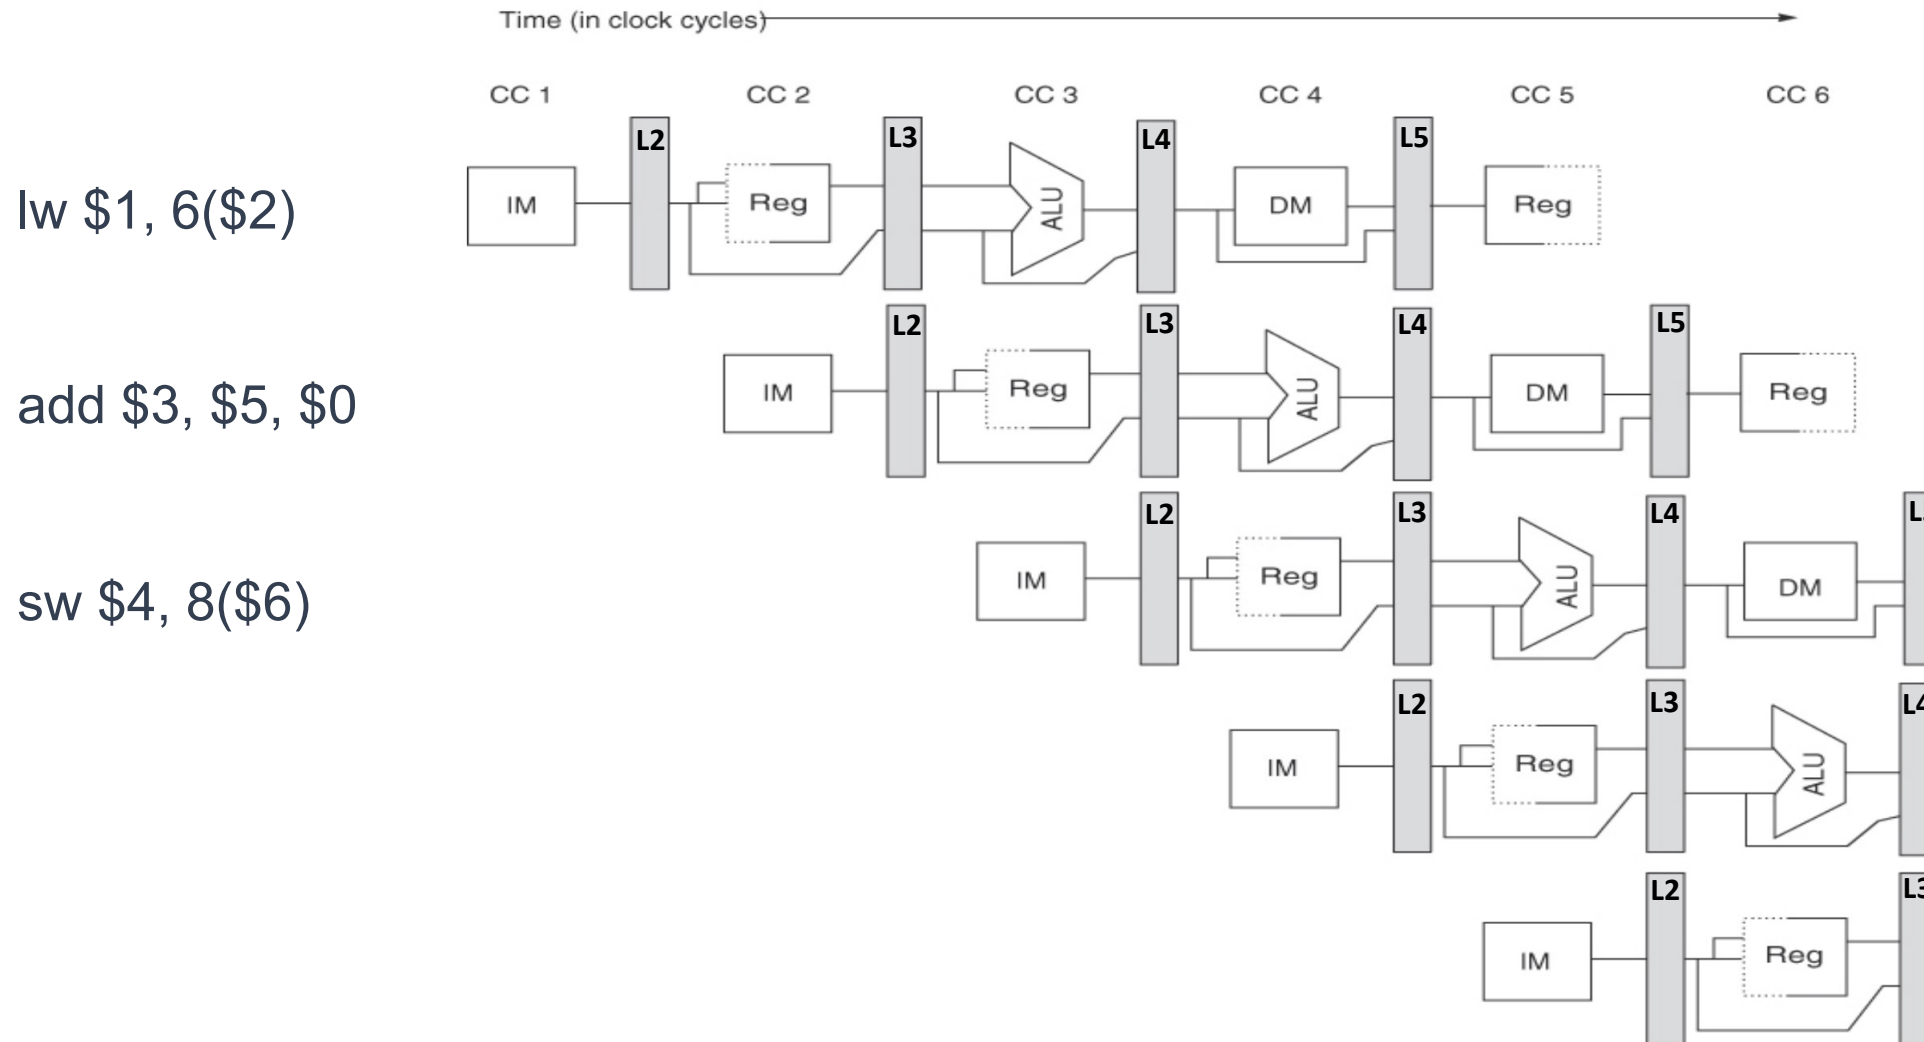 Time (in clock cycles)
CC 1 CC 2 CC 3 CC 4 CC 5 CC 6
lw $1, 6($2)
IM L2 Reg L3 ALU L4 DM L5 Reg
add $3, $5, $0
IM L2 Reg L3 ALU L4 DM L5 Reg
sw $4, 8($6)
IM L2 Reg L3 ALU L4 DM
IM L2 Reg L3 ALU L4
IM L2 Reg L3